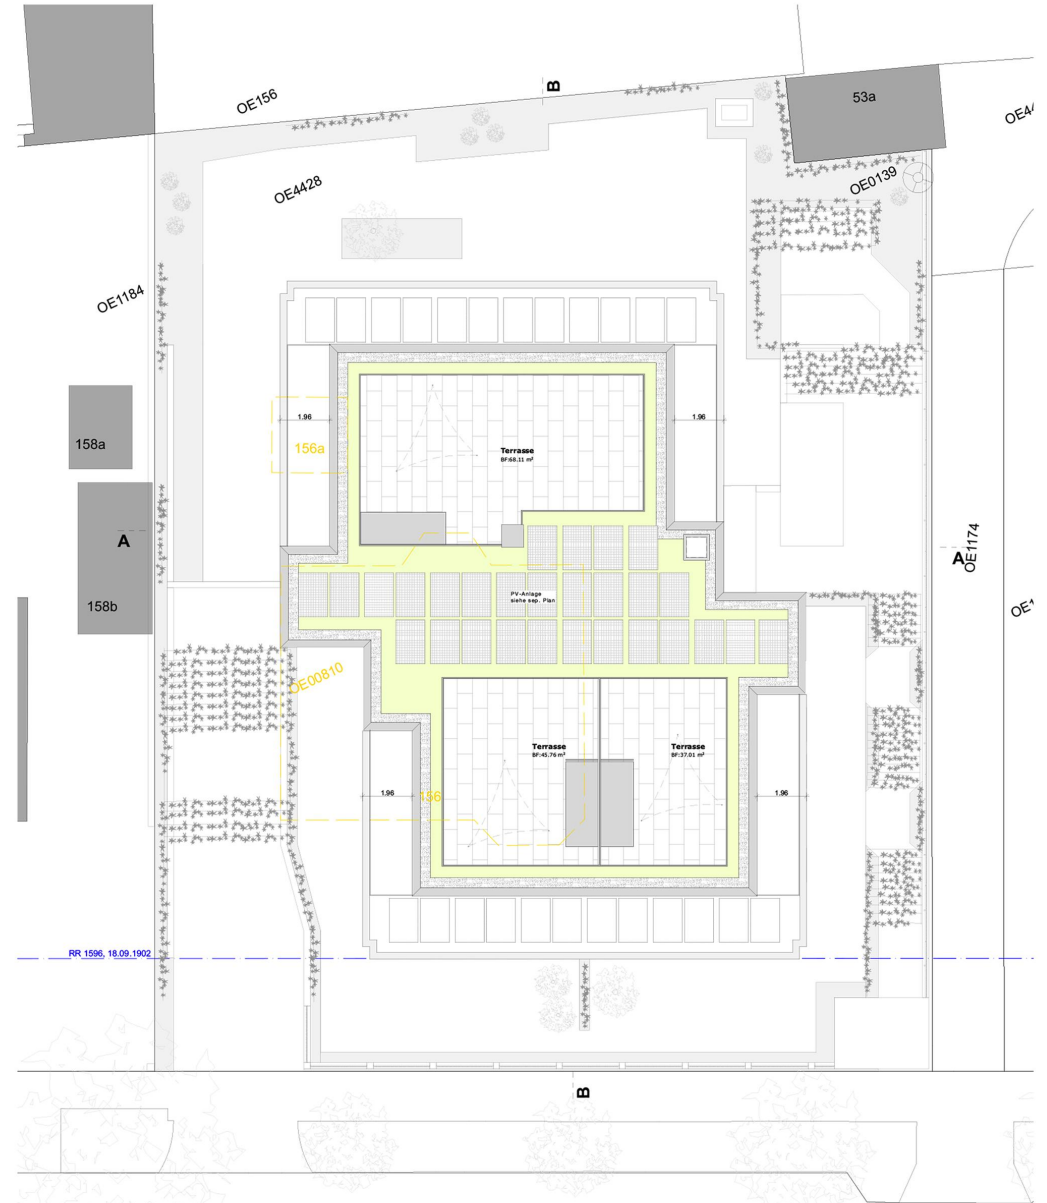 B
53a
OE156
OE44
OE0139
OE4428
OE1184
1.96
1.96
158a
156a
Terrasse
BF:68.11 m²
A
A
OE1174
PV-Anlage
siehe sep. Plan
158b
OE1
OE00810
Terrasse
BF:45.76 m²
Terrasse
BF:37.01 m²
1.96
156
1.96
RR 1596, 18.09.1902
B